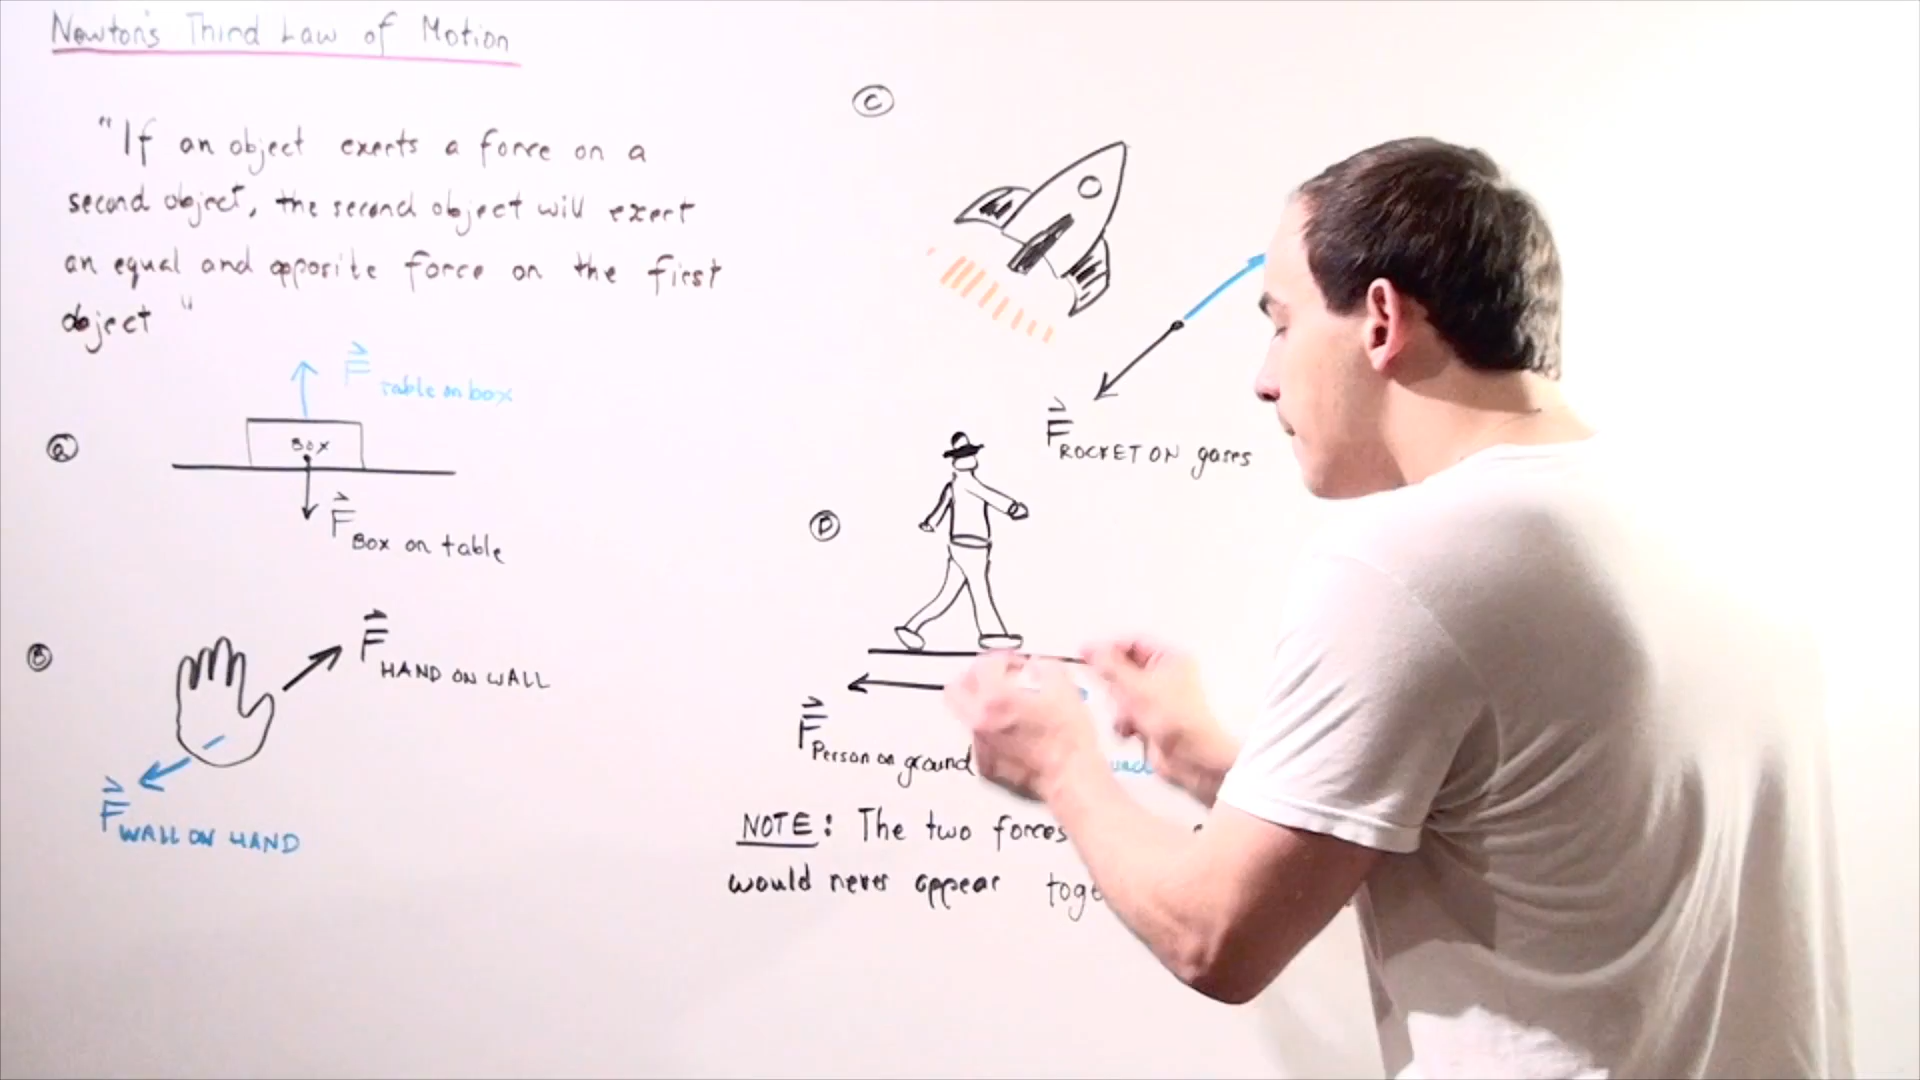 Newton's Third Law of Motion
"If an object exerts a force on a
second object, the second object will exert
an equal and opposite force on the first
object"
F table on box
a
BOX
F Box on table
B
F HAND ON WALL
F WALL ON HAND
C
F ROCKET ON gases
D
F Person on ground
NOTE: The two forces
would never appear